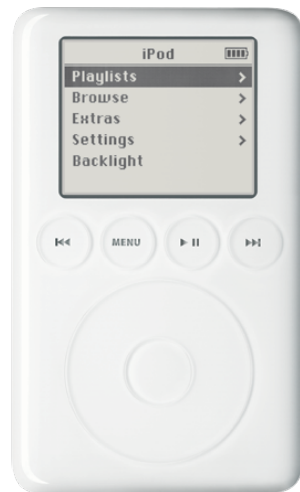 iPod
Playlists
Browse
Extras
Settings
Backlight
MENU